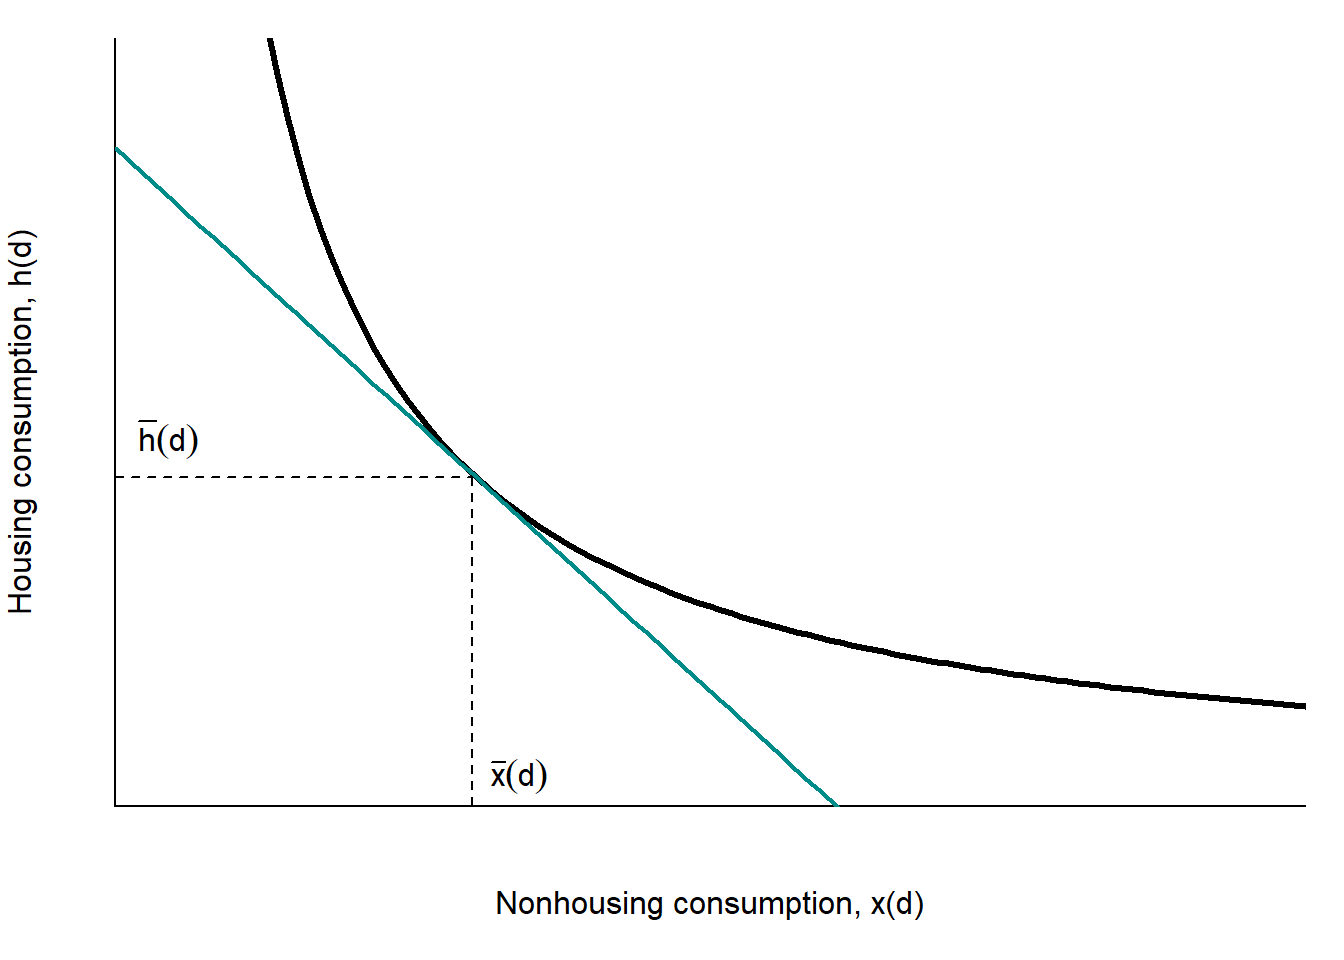 Housing consumption, h(d)
h̅(d)
x̅(d)
Nonhousing consumption, x(d)